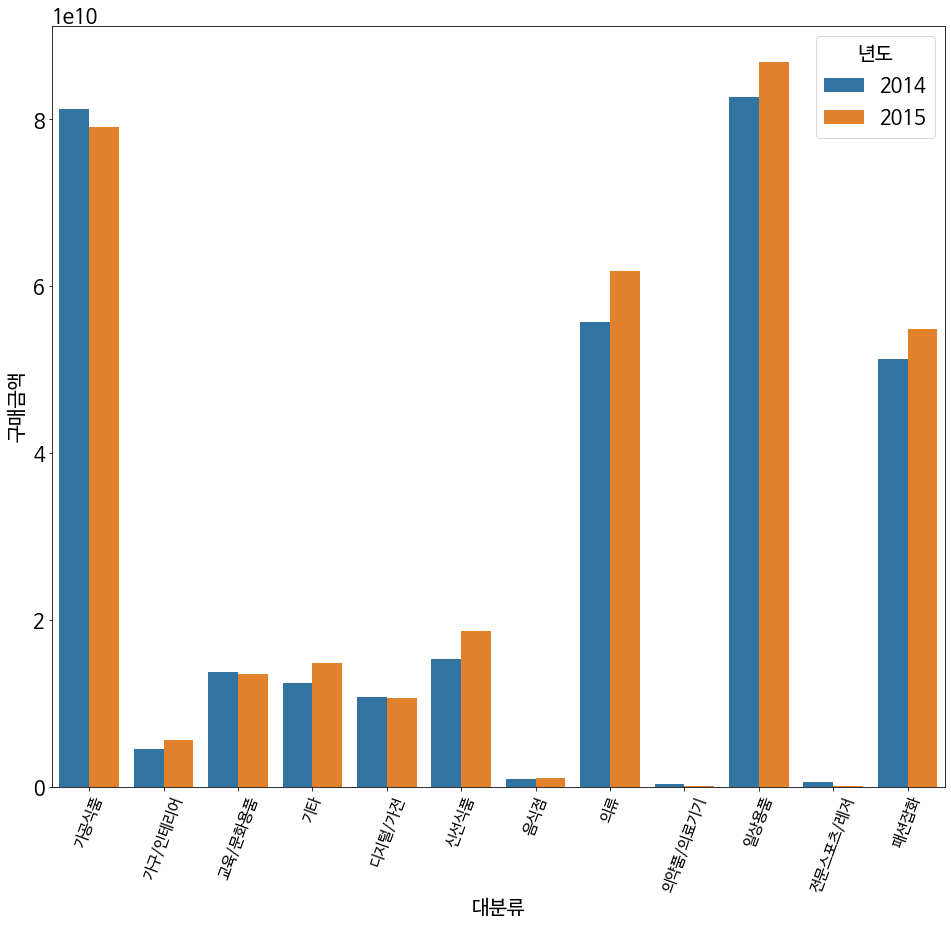 1e10
년도
2014
2015
8
6
4
2
0
구매금액
가공식품
가구/인테리어
교육/문화용품
기타
디지털/가전
신선식품
음식점
의류
의약품/의료기기
일상용품
전문스포츠/레저
패션잡화
대분류